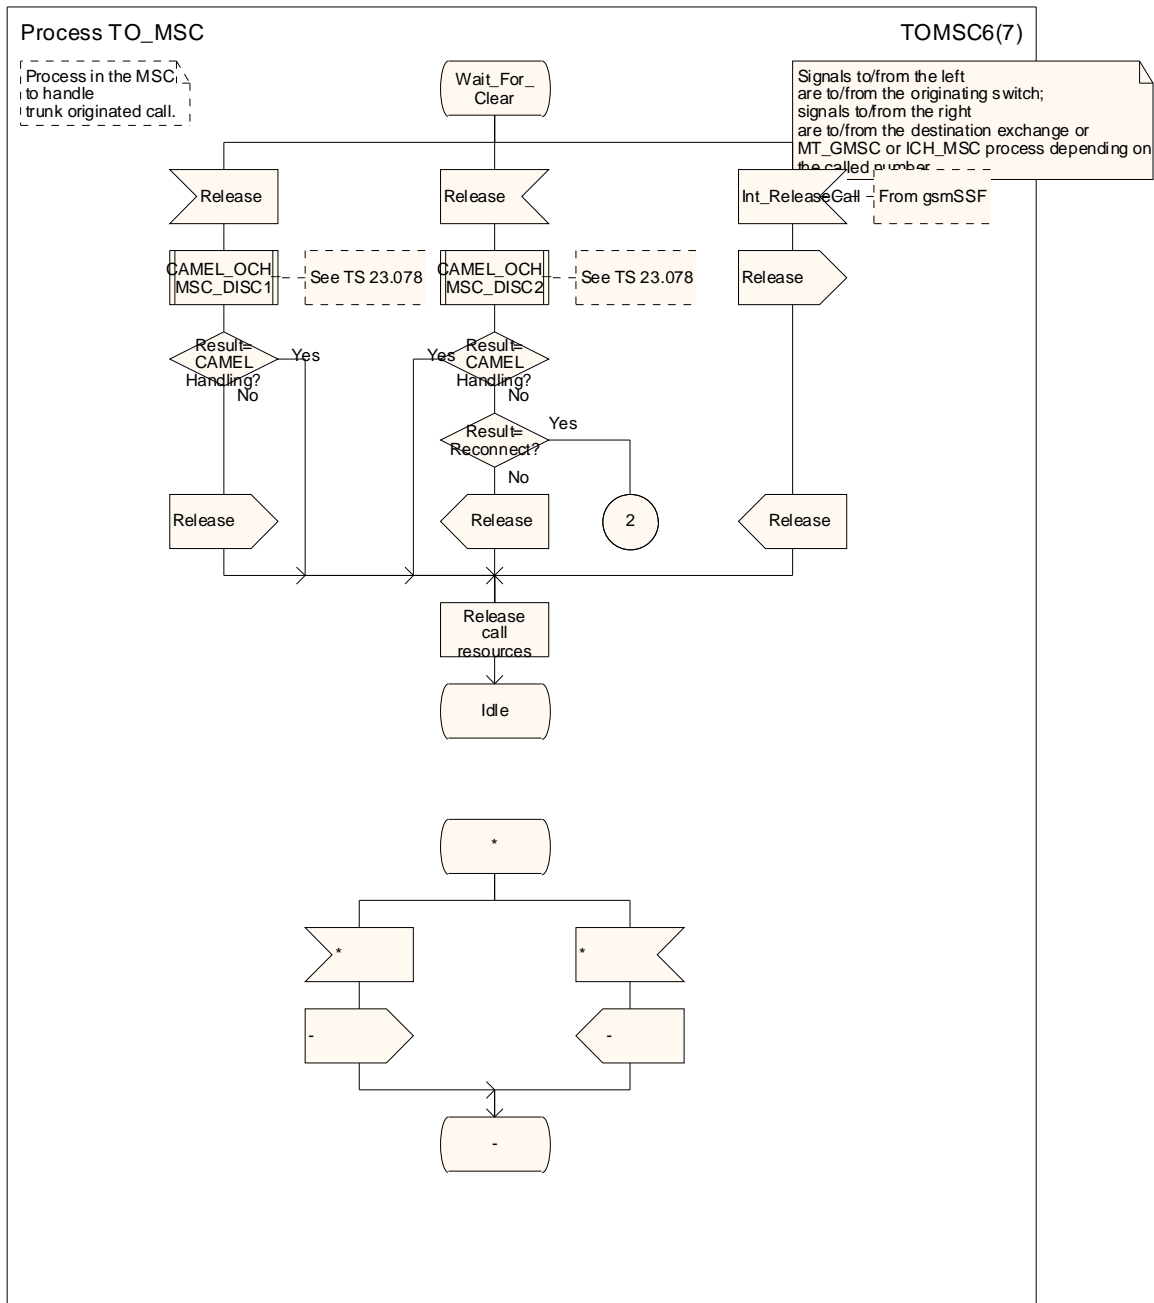 Process TO_MSC
TOMSC6(7)
Process in the MSC
to handle
trunk originated call.
Wait_For_
Clear
Signals to/from the left
are to/from the originating switch;
signals to/from the right
are to/from the destination exchange or
MT_GMSC or ICH_MSC process depending on
the called number
Release
Release
Int_ReleaseCall
From gsmSSF
CAMEL_OCH_
MSC_DISC1
See TS 23.078
CAMEL_OCH_
MSC_DISC2
See TS 23.078
Release
Result=
CAMEL
Handling?
Yes
No
Yes
Result=
CAMEL
Handling?
No
Result=
Reconnect?
Yes
No
Release
Release
2
Release
Release
call
resources
Idle
*
*
*
-
-
-